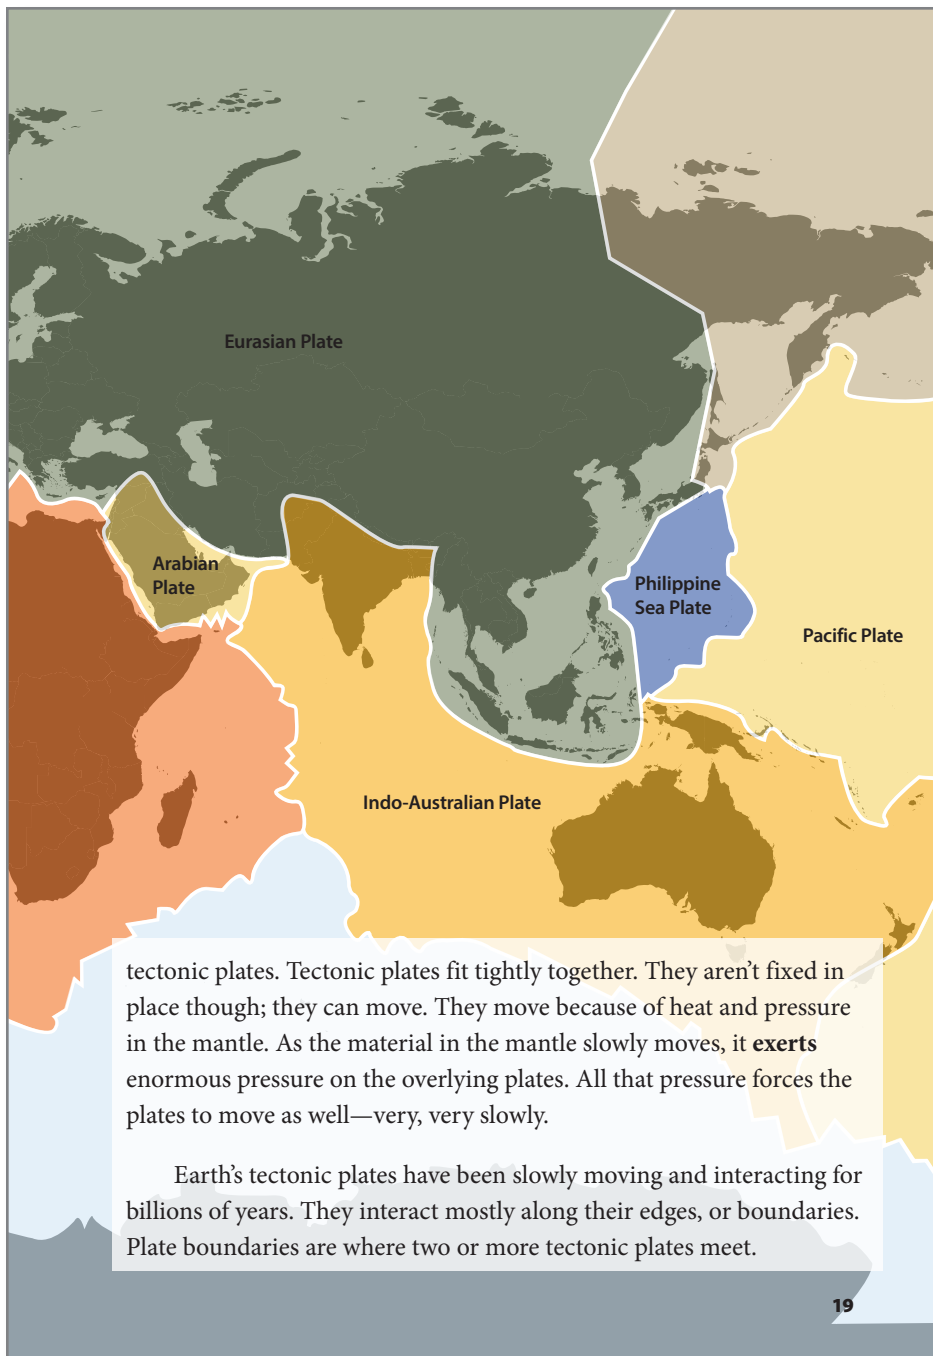 Eurasian Plate
Arabian
Plate
Philippine
Sea Plate
Pacific Plate
Indo-Australian Plate
tectonic plates. Tectonic plates fit tightly together. They aren’t fixed in
place though; they can move. They move because of heat and pressure
in the mantle. As the material in the mantle slowly moves, it exerts
enormous pressure on the overlying plates. All that pressure forces the
plates to move as well—very, very slowly.
Earth’s tectonic plates have been slowly moving and interacting for
billions of years. They interact mostly along their edges, or boundaries.
Plate boundaries are where two or more tectonic plates meet.
19